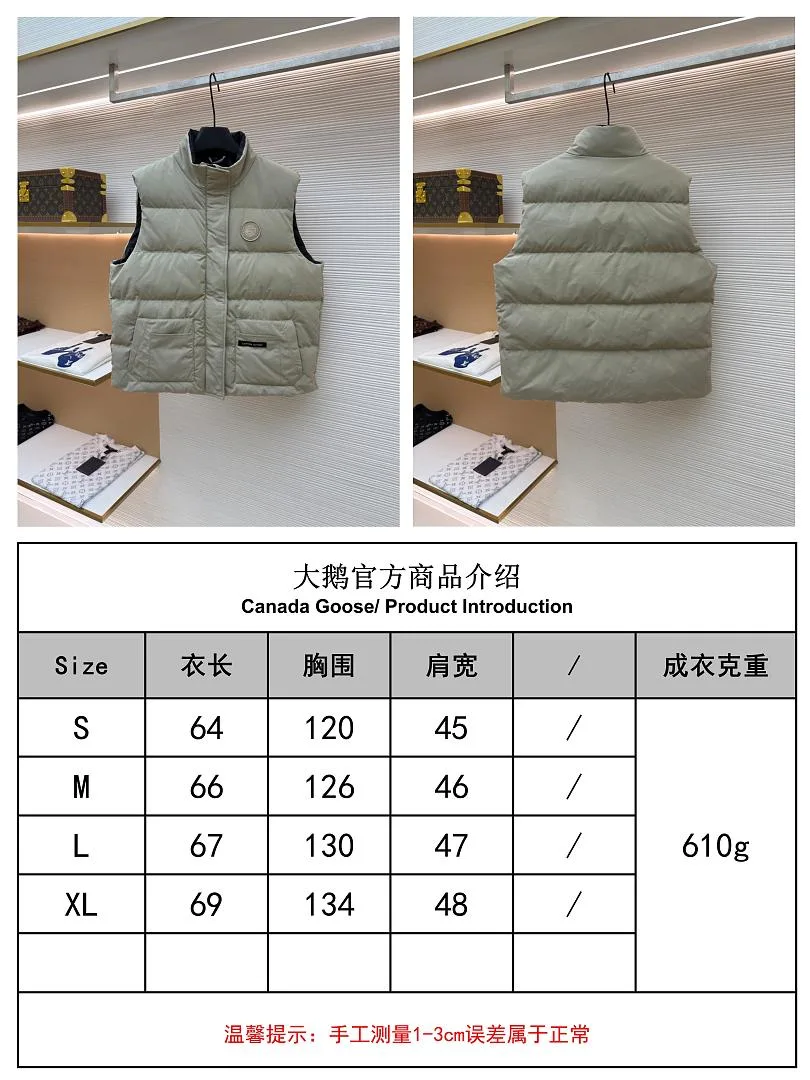 大鹅官方商品介绍
Canada Goose/ Product Introduction
Size 衣长 胸围 肩宽 / 成衣克重
S 64 120 45 /
M 66 126 46 /
L 67 130 47 /
XL 69 134 48 /
610g
温馨提示：手工测量1-3cm误差属于正常